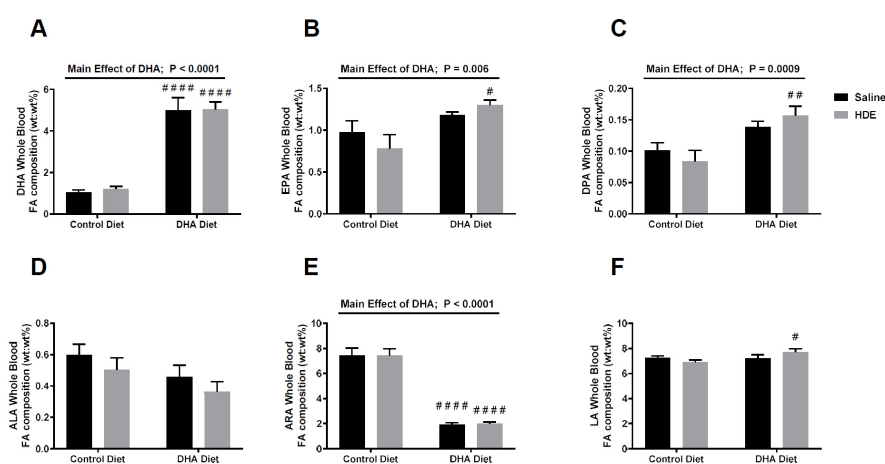 A
Main Effect of DHA; P < 0.0001
DHA Whole Blood
FA composition (wt:wt%)
6
4
2
0
####
####
Control Diet
DHA Diet
B
Main Effect of DHA; P = 0.006
EPA Whole Blood
FA composition (wt:wt%)
1.5
1.0
0.5
0.0
#
Control Diet
DHA Diet
C
Main Effect of DHA; P = 0.0009
DPA Whole Blood
FA composition (wt:wt%)
0.20
0.15
0.10
0.05
0.00
##
Control Diet
DHA Diet
Saline
HDE
D
ALA Whole Blood
FA composition (wt:wt%)
0.8
0.6
0.4
0.2
0.0
Control Diet
DHA Diet
E
Main Effect of DHA; P < 0.0001
ARA Whole Blood
FA composition (wt:wt%)
10
8
6
4
2
0
####
####
Control Diet
DHA Diet
F
LA Whole Blood
FA composition (wt:wt%)
10
8
6
4
2
0
#
Control Diet
DHA Diet